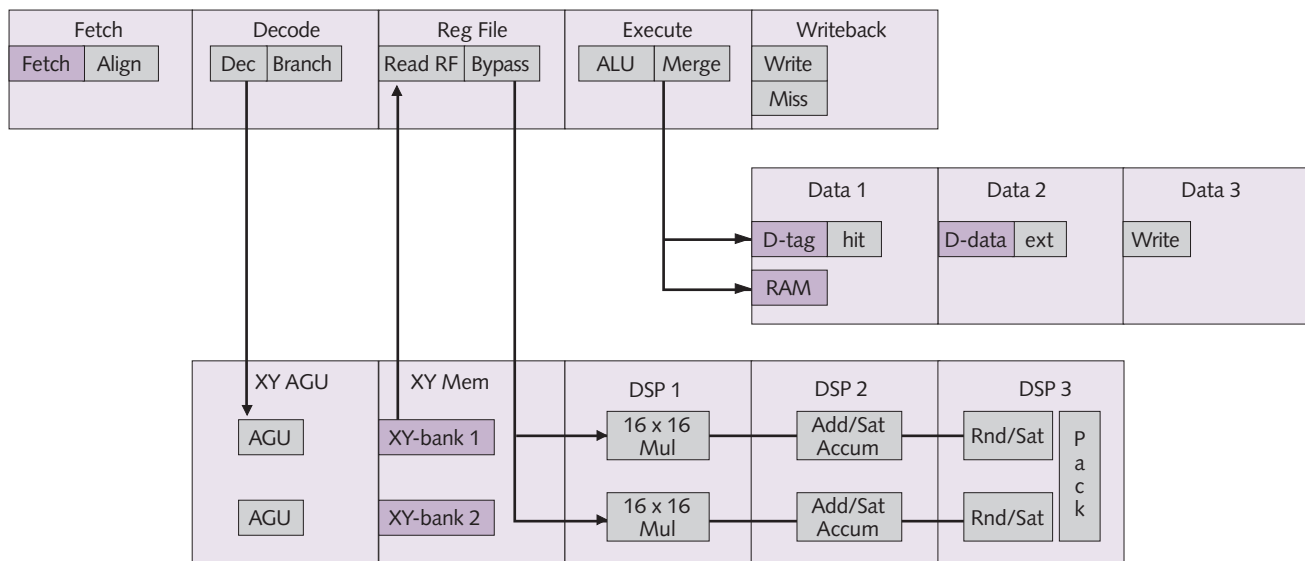 Fetch
Decode
Reg File
Execute
Writeback
Fetch
Align
Dec
Branch
Read RF
Bypass
ALU
Merge
Write
Miss
Data 1
Data 2
Data 3
D-tag
hit
D-data
ext
Write
RAM
XY AGU
XY Mem
DSP 1
DSP 2
DSP 3
AGU
XY-bank 1
16 x 16
Mul
Add/Sat
Accum
Rnd/Sat
P
a
c
k
AGU
XY-bank 2
16 x 16
Mul
Add/Sat
Accum
Rnd/Sat